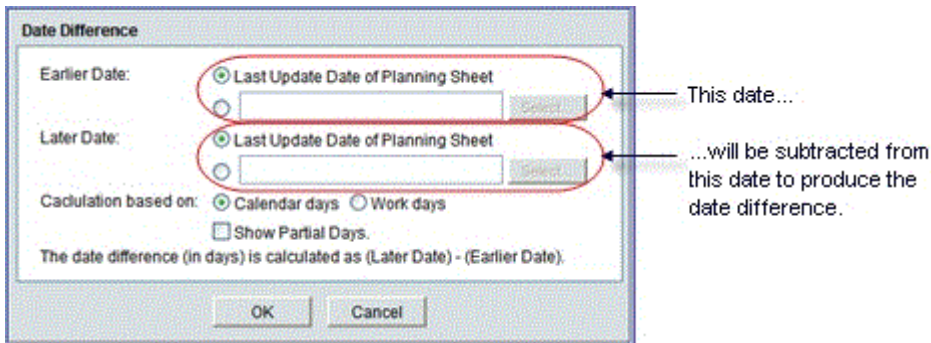 Date Difference
Earlier Date:
Last Update Date of Planning Sheet
Select...
This date...
Later Date:
Last Update Date of Planning Sheet
Select...
...will be subtracted from
this date to produce the
date difference.
Caclulation based on:
Calendar days
Work days
Show Partial Days.
The date difference (in days) is calculated as (Later Date) - (Earlier Date).
OK
Cancel